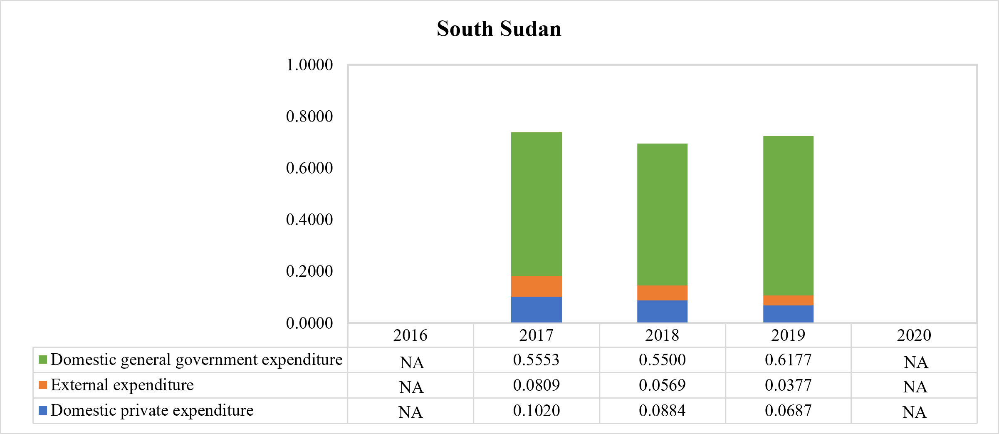 South Sudan
1.0000
0.8000
0.6000
0.4000
0.2000
0.0000
2016 2017 2018 2019 2020
Domestic general government expenditure NA 0.5553 0.5500 0.6177 NA
External expenditure NA 0.0809 0.0569 0.0377 NA
Domestic private expenditure NA 0.1020 0.0884 0.0687 NA